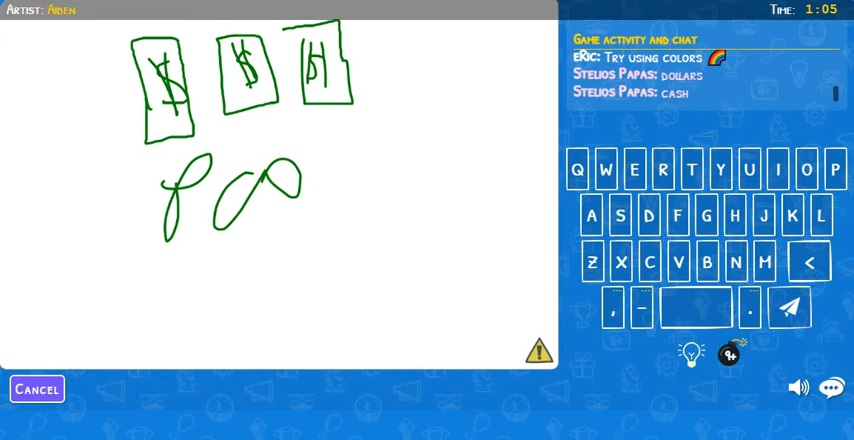 Artist: Aiden
Time: 1:05
Game activity and chat
eRic: Try using colors 🌈
Stelios Papas: dollars
Stelios Papas: cash
$ $ $
Q W E R T Y U I O P
A S D F G H J K L
Z X C V B N M <
, - .
9+
Cancel